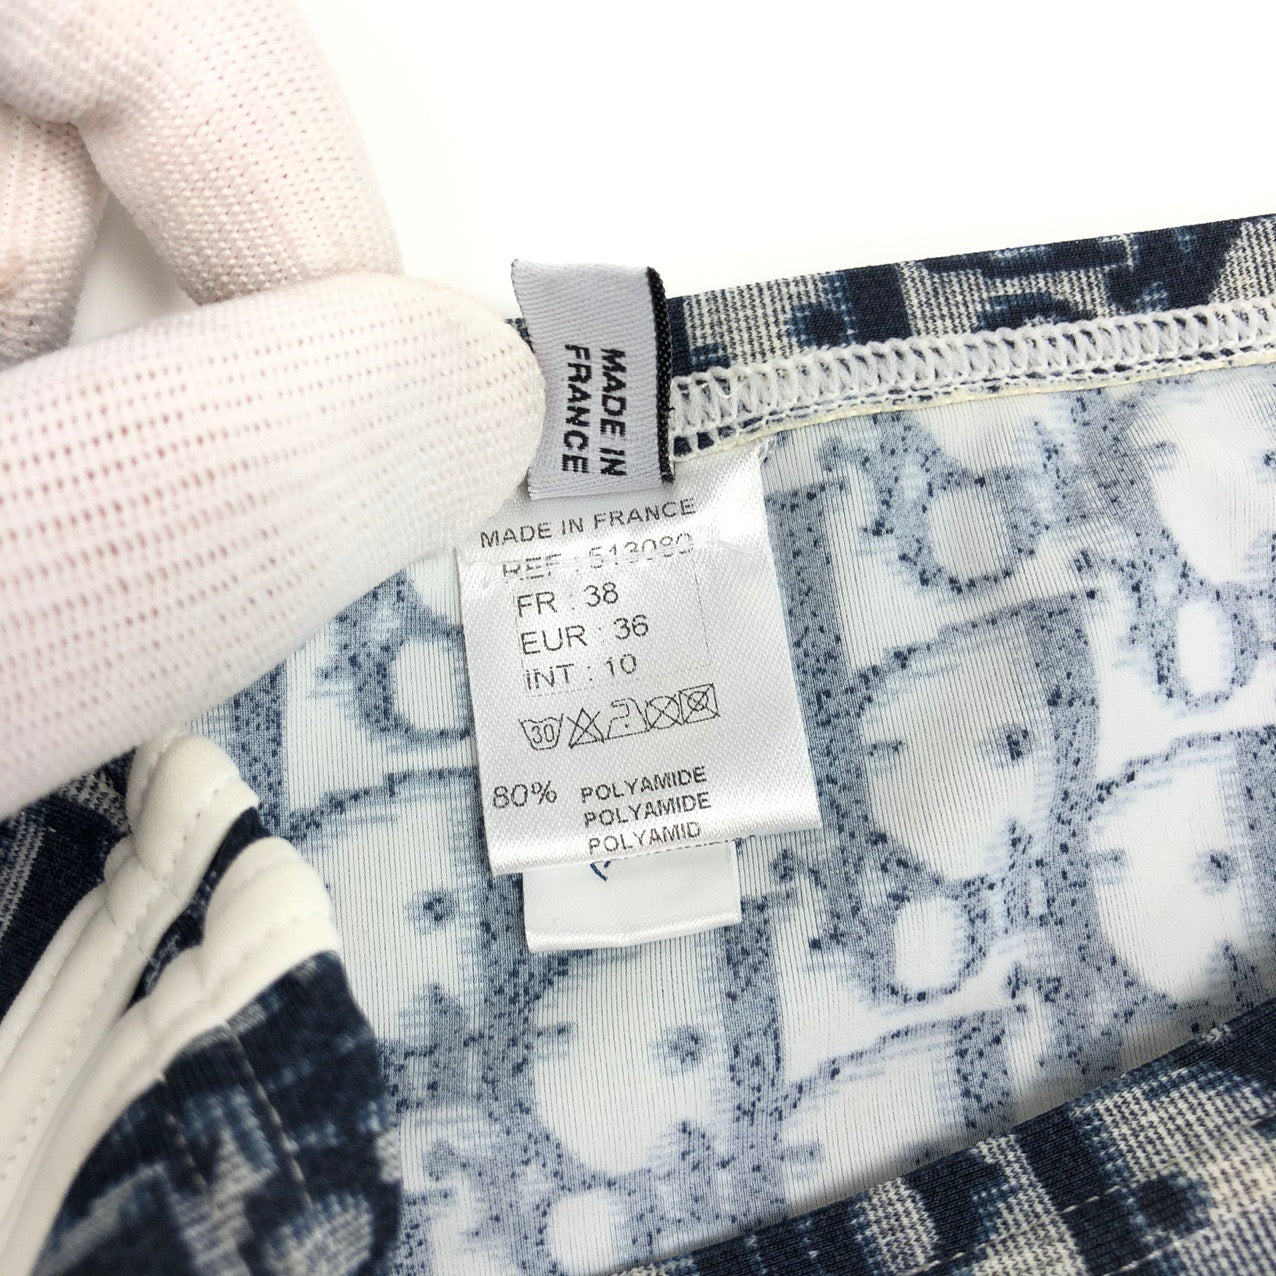 MADE IN
FRANCE
MADE IN FRANCE
REF : 513080
FR : 38
EUR : 36
INT : 10
30
80% POLYAMIDE
POLYAMIDE
POLYAMID